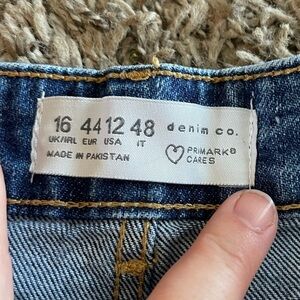 16 44 12 48 denim co.
UK/IRL EUR USA IT
PRIMARK®
MADE IN PAKISTAN CARES